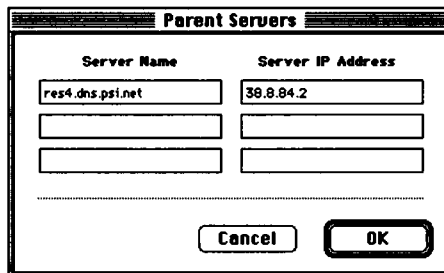 Parent Servers
Server Name Server IP Address
res4.dns.psi.net 38.8.84.2
Cancel OK